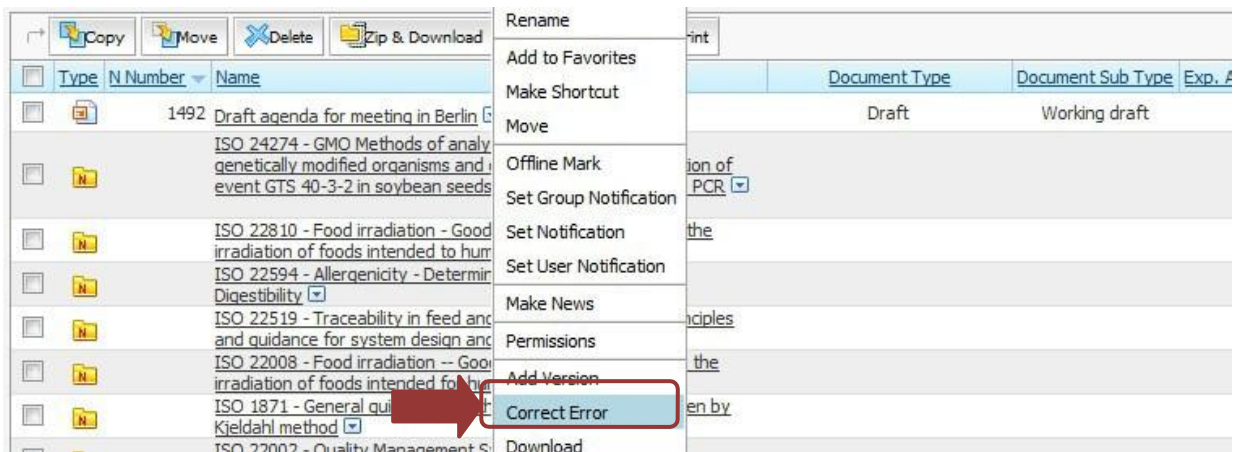 Copy Move Delete Zip & Download int
Type N Number Name Document Type Document Sub Type Exp. A
1492 Draft agenda for meeting in Berlin Draft Working draft
ISO 24274 - GMO Methods of analy
genetically modified organisms and ion of
event GTS 40-3-2 in soybean seeds PCR
ISO 22810 - Food irradiation - Good the
irradiation of foods intended to hum
ISO 22594 - Allergenicity - Determin
Digestibility
ISO 22519 - Traceability in feed and nciples
and guidance for system design and
ISO 22008 - Food irradiation -- Good the
irradiation of foods intended for hu
ISO 1871 - General gui en by
Kjeldahl method
ISO 22002 - Quality Management S
Rename
Add to Favorites
Make Shortcut
Move
Offline Mark
Set Group Notification
Set Notification
Set User Notification
Make News
Permissions
Add Version
Correct Error
Download